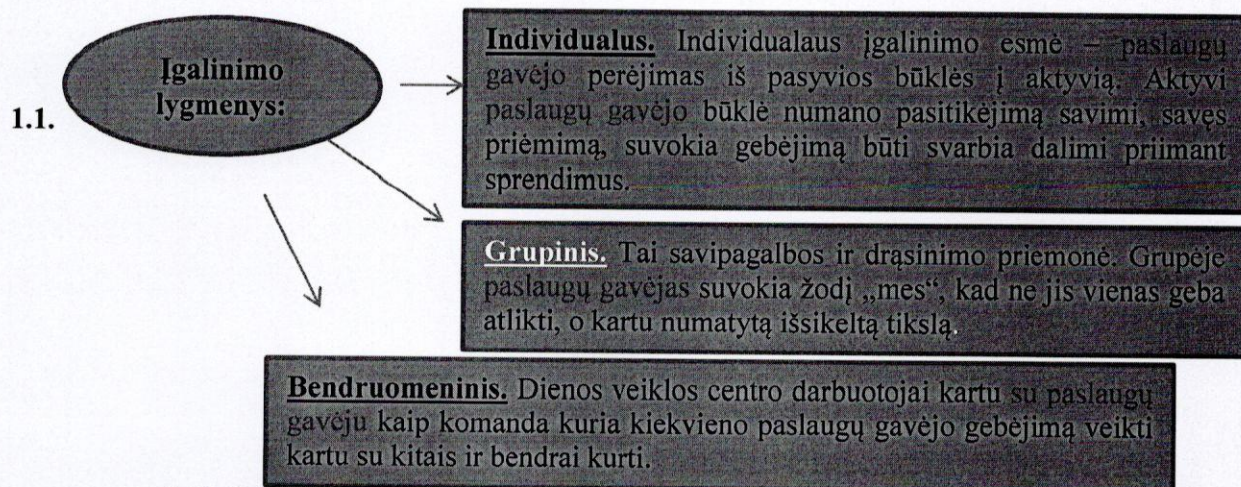 1.1.
Įgalinimo
lygmenys:
Individualus. Individualaus įgalinimo esmė – paslaugų
gavėjo perėjimas iš pasyvios būklės į aktyvią. Aktyvi
paslaugų gavėjo būklė numano pasitikėjimą savimi, savęs
priėmimą, suvokia gebėjimą būti svarbia dalimi priimant
sprendimus.
Grupinis. Tai savipagalbos ir drąsinimo priemonė. Grupėje
paslaugų gavėjas suvokia žodį „mes“, kad ne jis vienas geba
atlikti, o kartu numatytą išsikeltą tikslą.
Bendruomeninis. Dienos veiklos centro darbuotojai kartu su paslaugų
gavėju kaip komanda kuria kiekvieno paslaugų gavėjo gebėjimą veikti
kartu su kitais ir bendrai kurti.